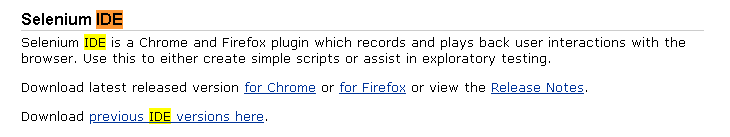 Selenium IDE
Selenium IDE is a Chrome and Firefox plugin which records and plays back user interactions with the
browser. Use this to either create simple scripts or assist in exploratory testing.
Download latest released version for Chrome or for Firefox or view the Release Notes.
Download previous IDE versions here.